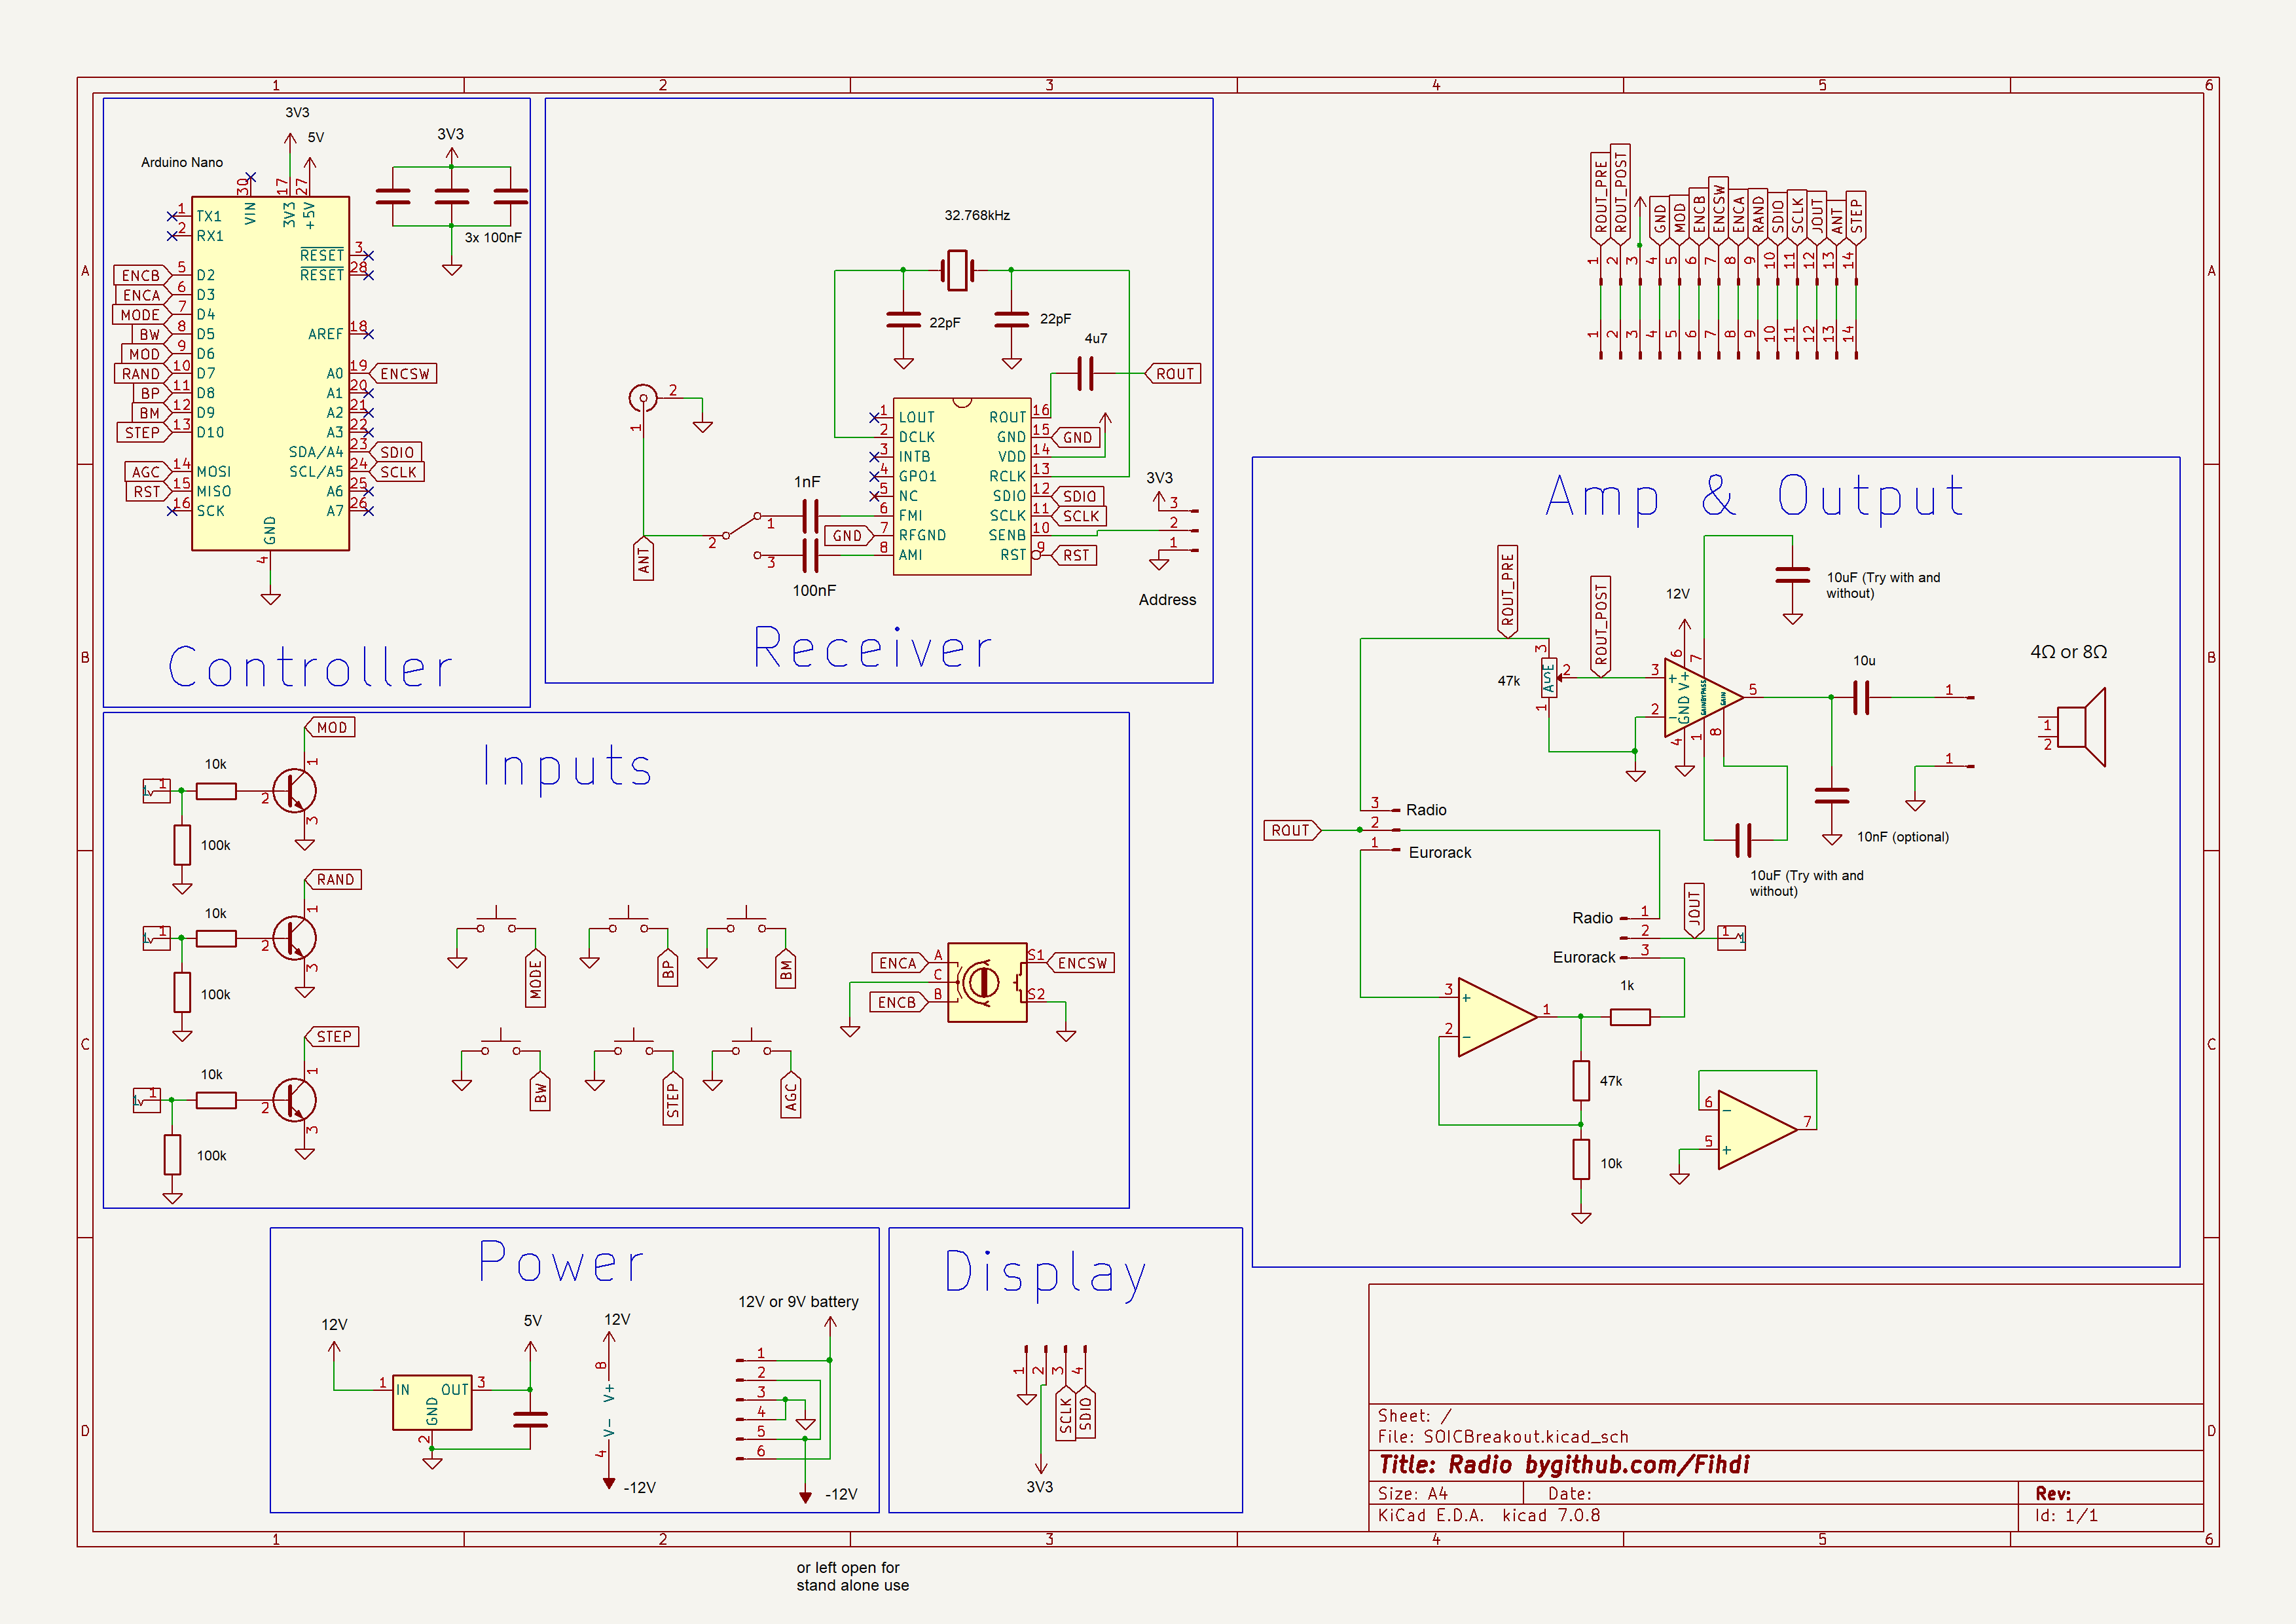 1 2 3 4 5 6
A
B
C
D
A
B
C
D
3V3
5V
Arduino Nano
30 17 27
VIN 3V3 +5V
1 TX1
2 RX1
RESET 3
RESET 28
ENCB 5 D2
ENCA 6 D3
MODE 7 D4
BW 8 D5
AREF 18
MOD 9 D6
RAND 10 D7
A0 19 ENCSW
BP 11 D8
A1 20
BM 12 D9
A2 21
STEP 13 D10
A3 22
SDA/A4 23 SDIO
AGC 14 MOSI
SCL/A5 24 SCLK
RST 15 MISO
A6 25
16 SCK
A7 26
GND
4
3V3
3x 100nF
Controller
32.768kHz
22pF
22pF
4u7
ROUT
2
1
ANT
2
1
3
1nF
100nF
1 LOUT
2 DCLK
3 INTB
4 GPO1
5 NC
6 FMI
GND 7 RFGND
8 AMI
ROUT 16
GND 15 GND
VDD 14
RCLK 13
SDIO 12 SDIO
SCLK 11 SCLK
SENB 10
RST 9 RST
3V3
3
2
1
Address
Receiver
ROUT_PRE ROUT_POST GND MOD ENCB ENCSW ENCA RAND SDIO SCLK JOUT ANT STEP
1 2 3 4 5 6 7 8 9 10 11 12 13 14
1 2 3 4 5 6 7 8 9 10 11 12 13 14
Amp & Output
ROUT_PRE
ROUT_POST
12V
10uF (Try with and
without)
47k
3
2
1
3 +
2 −
6 7
V+
GND
GAIN
4 1 8
5
10u
1
1
4Ω or 8Ω
1
2
10nF (optional)
10uF (Try with and
without)
ROUT
3 Radio
2
1 Eurorack
JOUT
Radio 1
2
Eurorack 3
1
1k
3 +
2 −
1
47k
10k
6 −
5 +
7
Inputs
MOD
10k
1
1
2
3
100k
RAND
10k
1
1
2
3
100k
STEP
10k
1
1
2
3
100k
MODE
BP
BM
BW
STEP
AGC
ENCA A
C
ENCB B
S1 ENCSW
S2
Power
12V
5V
1 IN OUT 3
GND
2
12V
8
V+
V−
4
-12V
12V or 9V battery
1
2
3
4
5
6
-12V
Display
1 2 3 4
SCLK SDIO
3V3
Sheet: /
File: SOICBreakout.kicad_sch
Title: Radio bygithub.com/Fihdi
Size: A4 Date: Rev:
KiCad E.D.A. kicad 7.0.8 Id: 1/1
1 2 3 4 5 6
or left open for
stand alone use